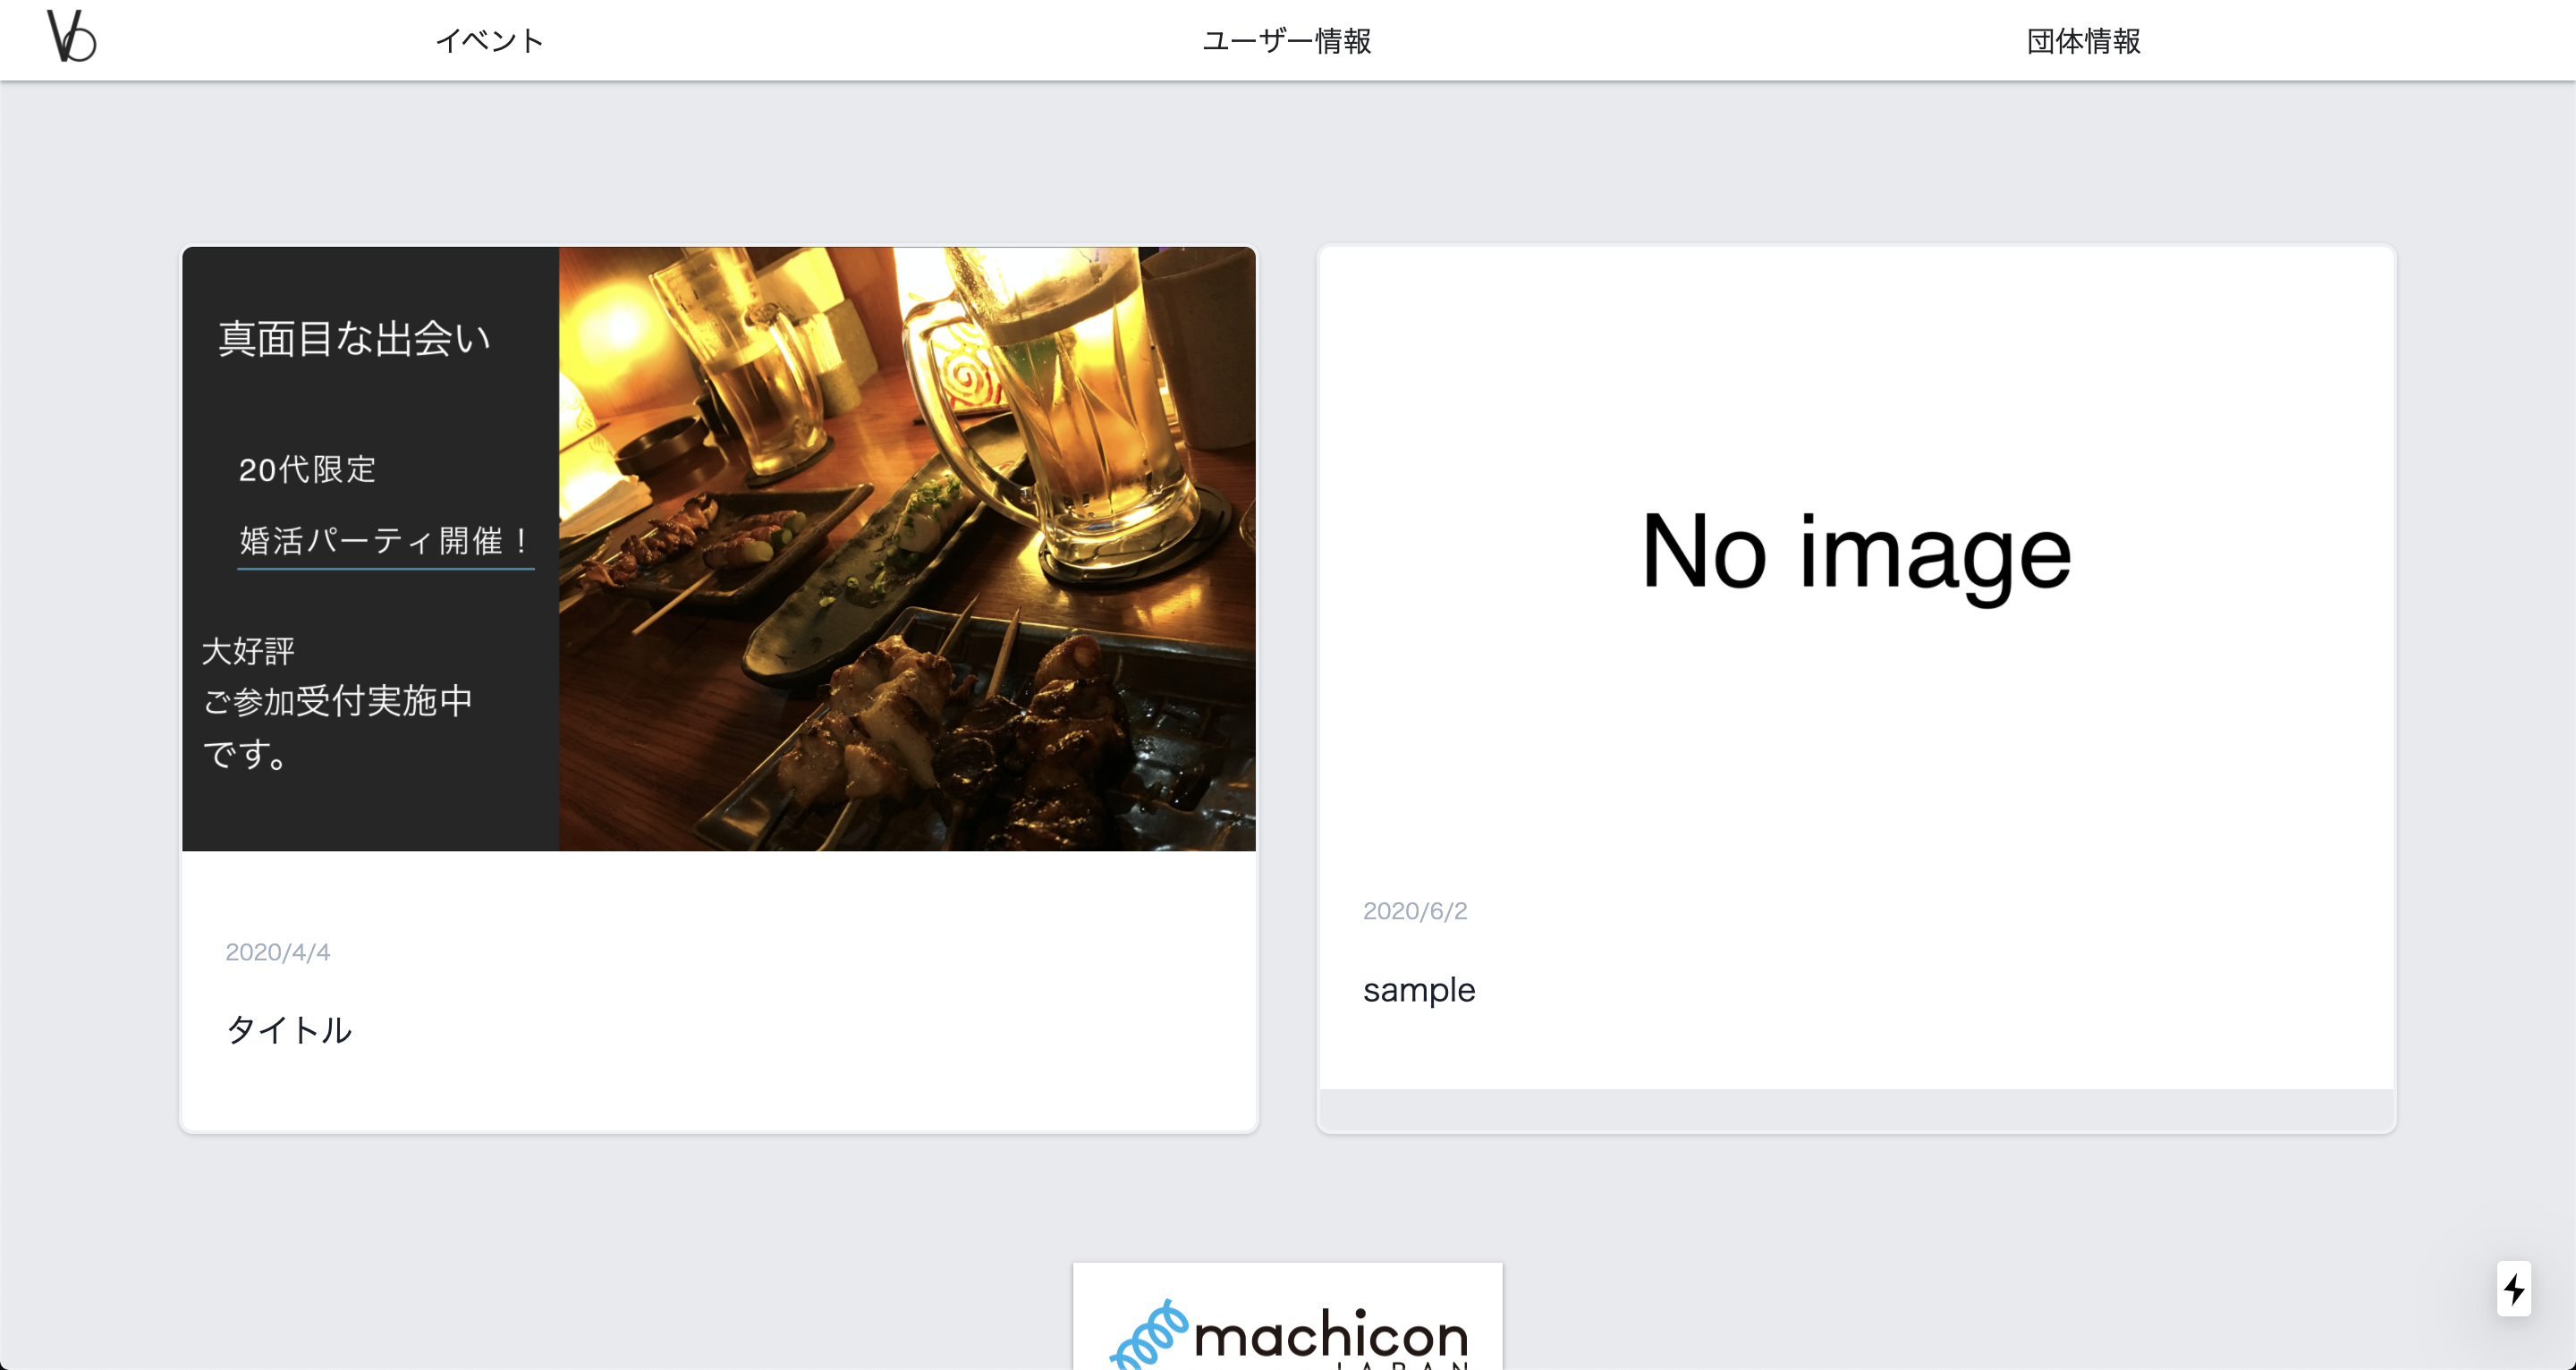 Vo
イベント
ユーザー情報
団体情報
真面目な出会い
20代限定
婚活パーティ開催！
大好評
ご参加受付実施中
です。
2020/4/4
タイトル
No image
2020/6/2
sample
machicon